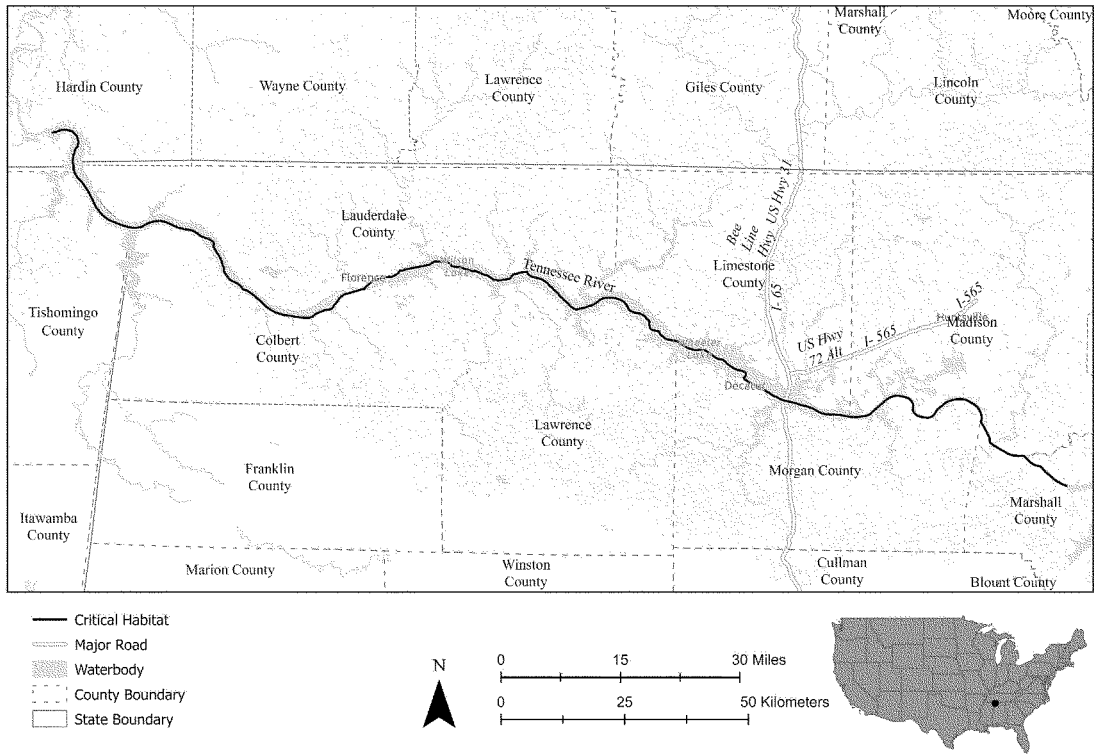 Marshall
County
Moore County
Hardin County
Wayne County
Lawrence
County
Giles County
Lincoln
County
Lauderdale
County
Bee
Line
Hwy US Hwy 31
Florence
Wilson
Lake
Tennessee River
Limestone
County
I- 65
I-565
Huntsville
Tishomingo
County
Colbert
County
US Hwy
72 Alt
I- 565
Madison
County
Wheeler
Decatur
Lawrence
County
Franklin
County
Morgan County
Itawamba
County
Marshall
County
Marion County
Winston
County
Cullman
County
Blount County
Critical Habitat
Major Road
Waterbody
County Boundary
State Boundary
N
0 15 30 Miles
0 25 50 Kilometers